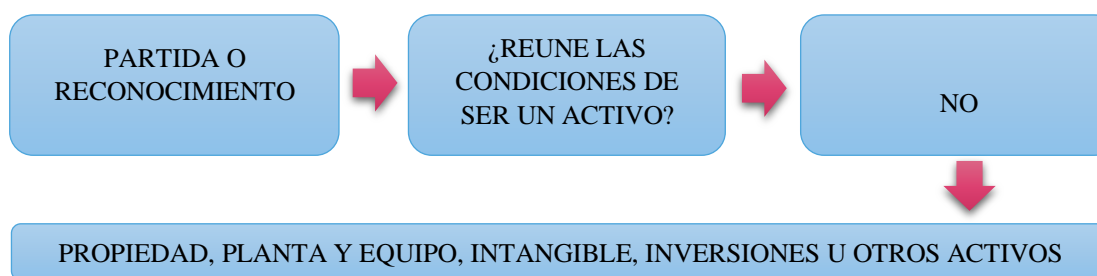 PARTIDA O
RECONOCIMIENTO
¿REUNE LAS
CONDICIONES DE
SER UN ACTIVO?
NO
PROPIEDAD, PLANTA Y EQUIPO, INTANGIBLE, INVERSIONES U OTROS ACTIVOS